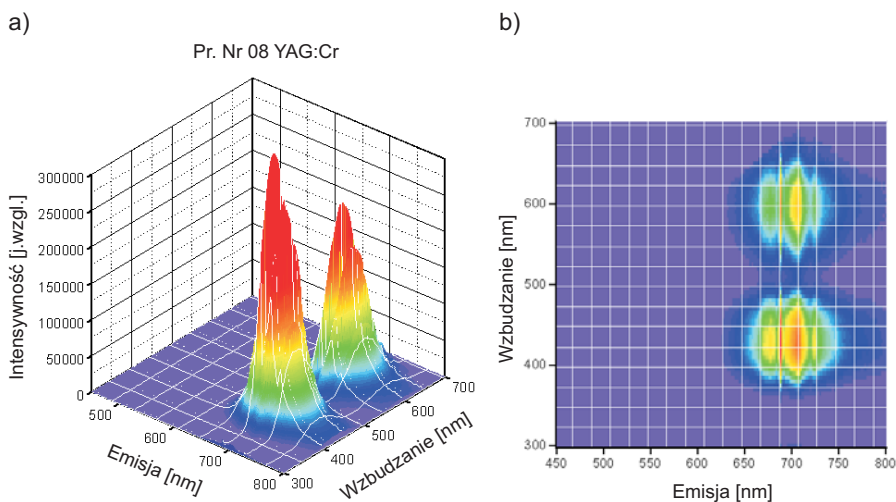 a)
Pr. Nr 08 YAG:Cr
Intensywność [j.wzgl.]
300000
250000
200000
150000
100000
50000
0
500
600
700
800
Emisja [nm]
300
400
500
600
700
Wzbudzanie [nm]
b)
Wzbudzanie [nm]
700
600
500
400
300
450 500 550 600 650 700 750 800
Emisja [nm]